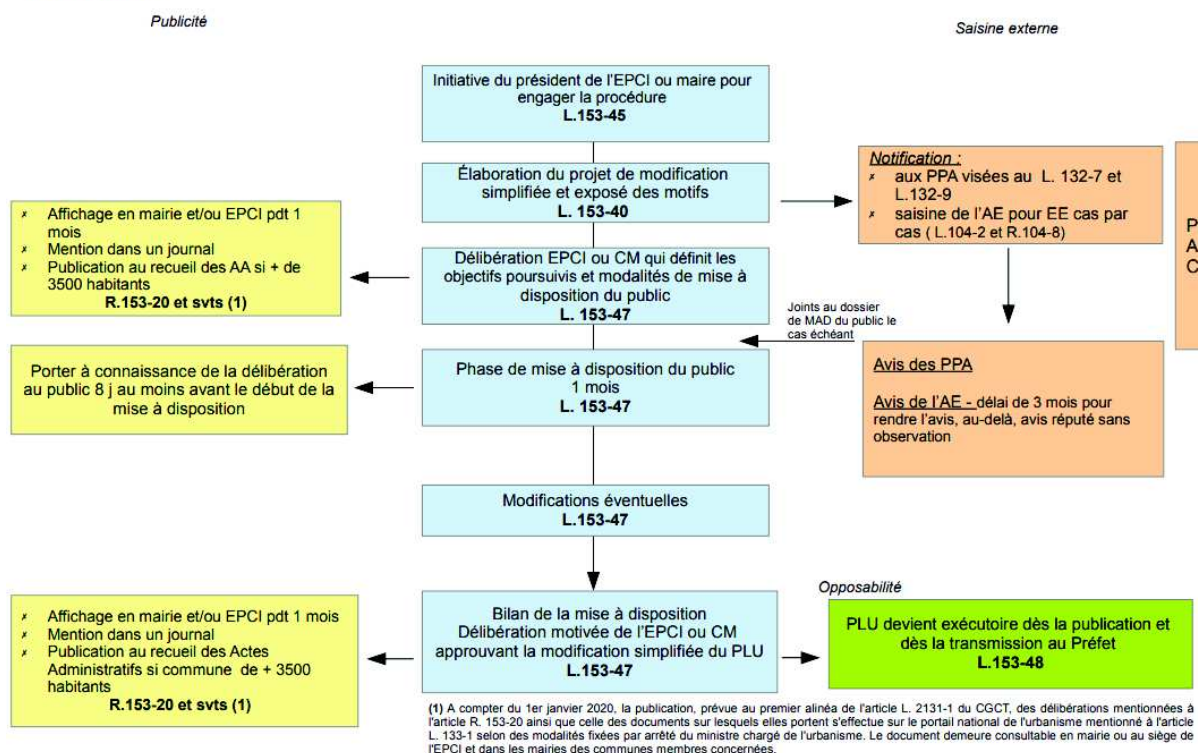 Publicité
Saisine externe
Initiative du président de l'EPCI ou maire pour
engager la procédure
L.153-45
Élaboration du projet de modification
simplifiée et exposé des motifs
L. 153-40
Notification :
✗ aux PPA visées au L. 132-7 et
L.132-9
✗ saisine de l'AE pour EE cas par
cas ( L.104-2 et R.104-8)
P
A
C
✗ Affichage en mairie et/ou EPCI pdt 1
mois
✗ Mention dans un journal
✗ Publication au recueil des AA si + de
3500 habitants
R.153-20 et svts (1)
Délibération EPCI ou CM qui définit les
objectifs poursuivis et modalités de mise à
disposition du public
L. 153-47
Joints au dossier
de MAD du public le
cas échéant
Porter à connaissance de la délibération
au public 8 j au moins avant le début de la
mise à disposition
Phase de mise à disposition du public
1 mois
L. 153-47
Avis des PPA
Avis de l'AE - délai de 3 mois pour
rendre l'avis, au-delà, avis réputé sans
observation
Modifications éventuelles
L.153-47
Opposabilité
✗ Affichage en mairie et/ou EPCI pdt 1 mois
✗ Mention dans un journal
✗ Publication au recueil des Actes
Administratifs si commune de + 3500
habitants
R.153-20 et svts (1)
Bilan de la mise à disposition
Délibération motivée de l'EPCI ou CM
approuvant la modification simplifiée du PLU
L.153-47
PLU devient exécutoire dès la publication et
dès la transmission au Préfet
L.153-48
(1) A compter du 1er janvier 2020, la publication, prévue au premier alinéa de l'article L. 2131-1 du CGCT, des délibérations mentionnées à
l'article R. 153-20 ainsi que celle des documents sur lesquels elles portent s'effectue sur le portail national de l'urbanisme mentionné à l'article
L. 133-1 selon des modalités fixées par arrêté du ministre chargé de l'urbanisme. Le document demeure consultable en mairie ou au siège de
l'EPCI et dans les mairies des communes membres concernées.